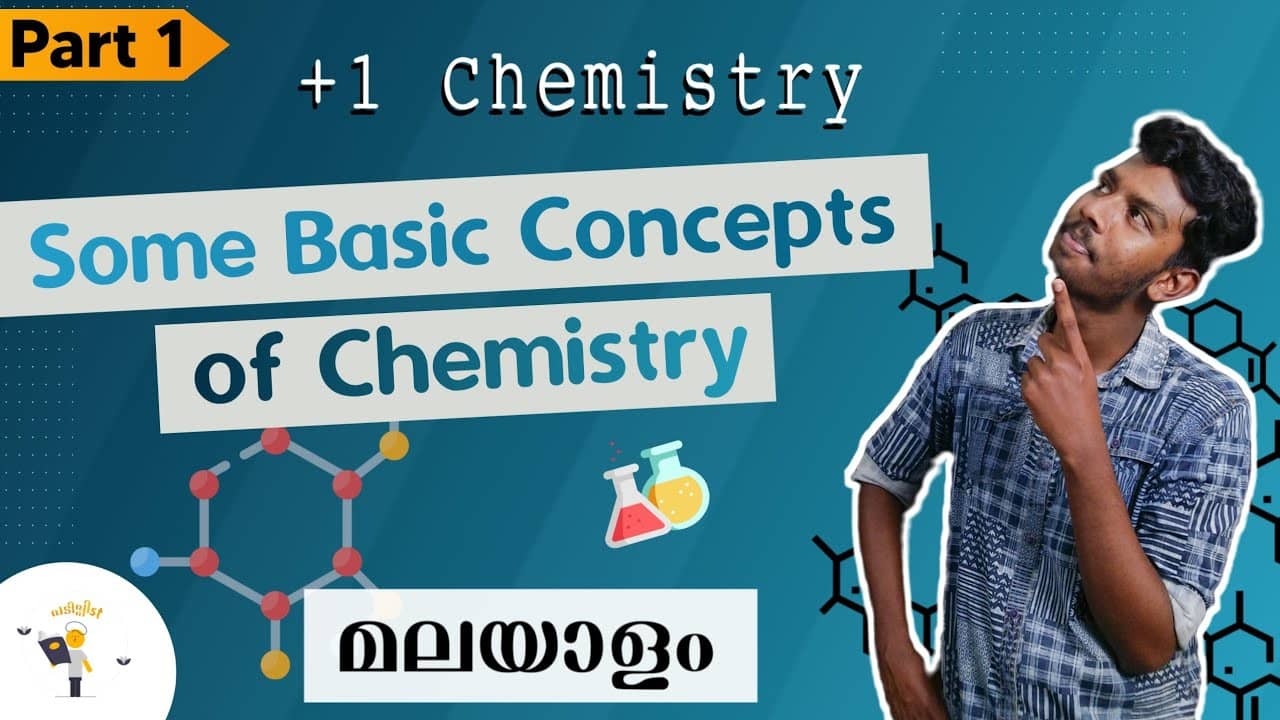 Part 1
+1 Chemistry
Some Basic Concepts
of Chemistry
മലയാളം